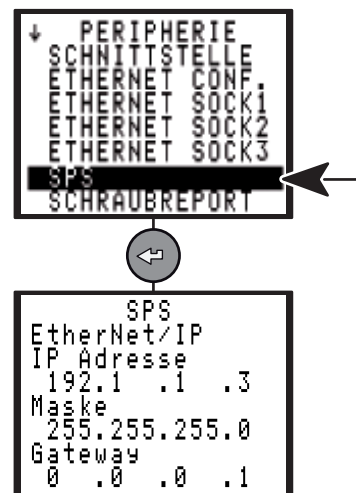 ↓ PERIPHERIE
SCHNITTSTELLE
ETHERNET CONF.
ETHERNET SOCK1
ETHERNET SOCK2
ETHERNET SOCK3
SPS
SCHRAUBREPORT
SPS
EtherNet/IP
IP Adresse
192.1 .1 .3
Maske
255.255.255.0
Gateway
0 .0 .0 .1